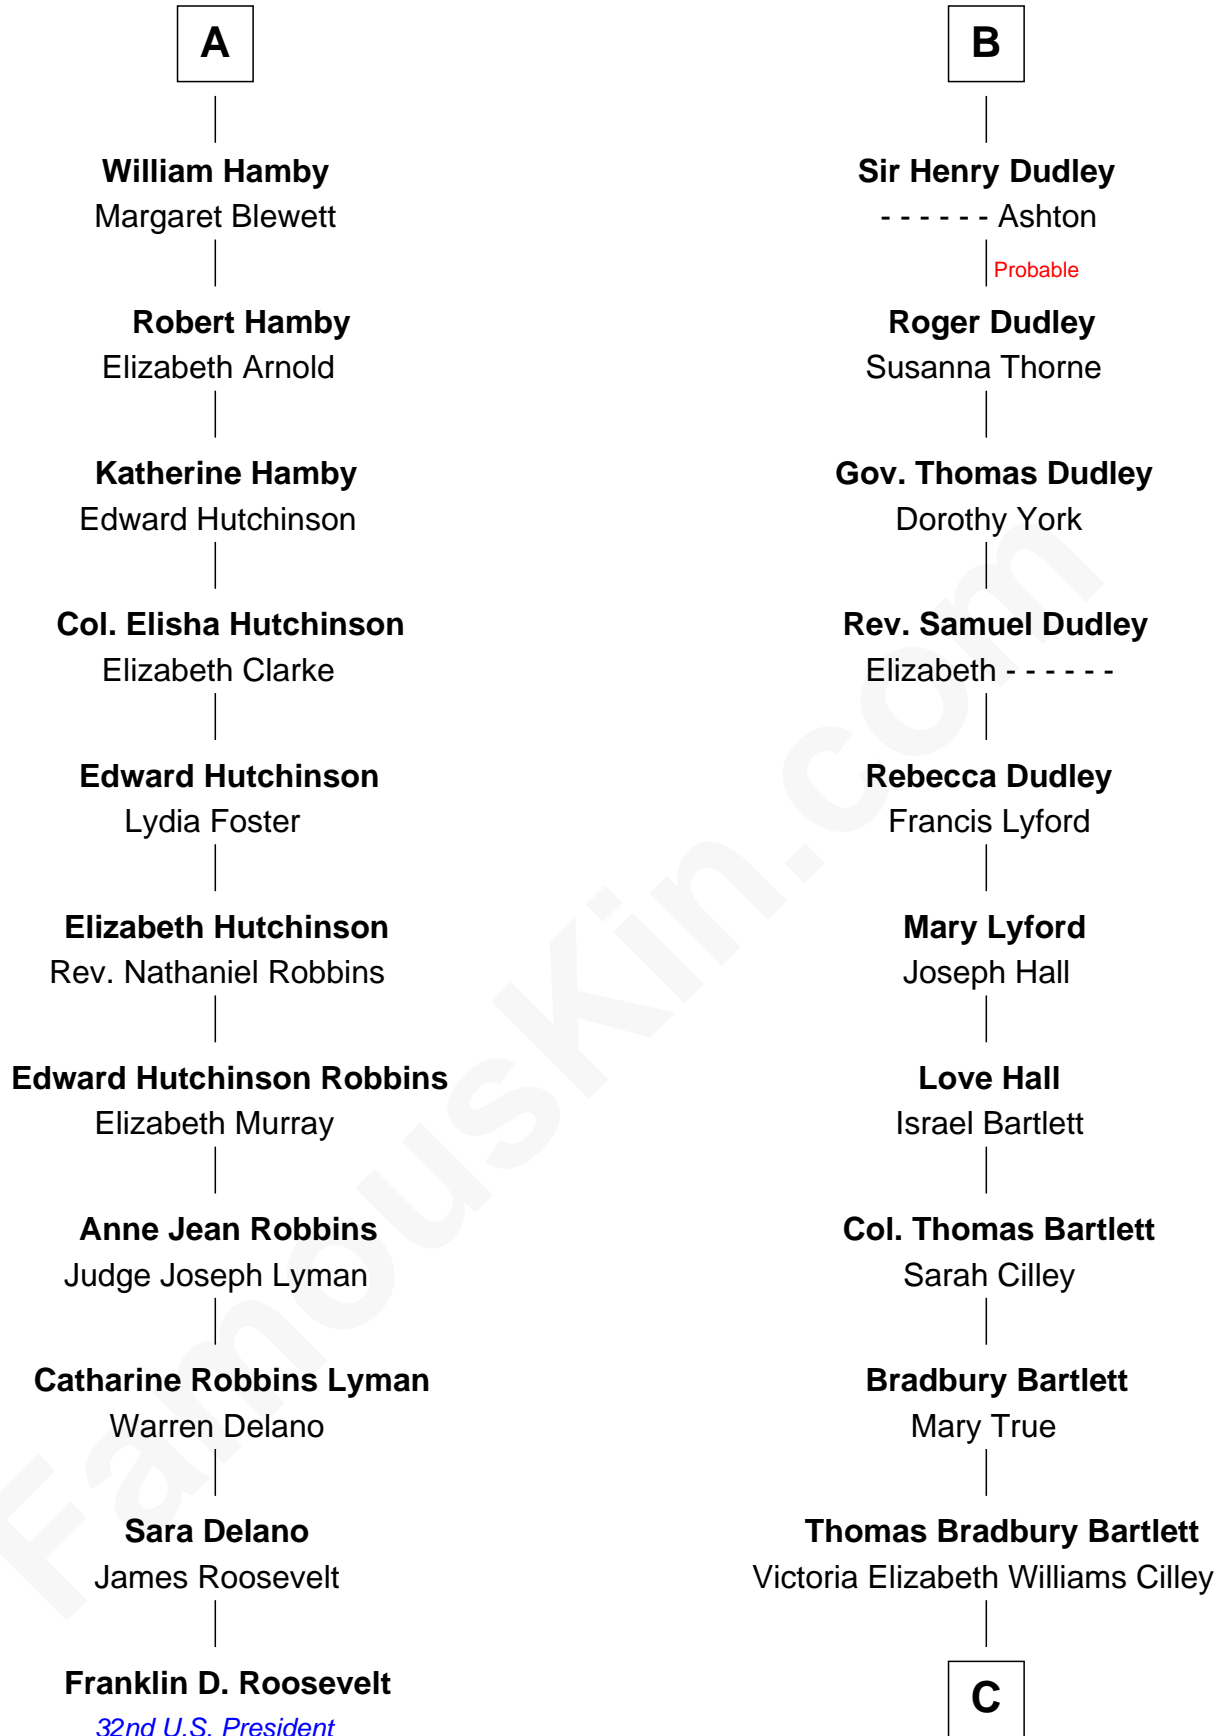 A
William Hamby
Margaret Blewett
Robert Hamby
Elizabeth Arnold
Katherine Hamby
Edward Hutchinson
Col. Elisha Hutchinson
Elizabeth Clarke
Edward Hutchinson
Lydia Foster
Elizabeth Hutchinson
Rev. Nathaniel Robbins
Edward Hutchinson Robbins
Elizabeth Murray
Anne Jean Robbins
Judge Joseph Lyman
Catharine Robbins Lyman
Warren Delano
Sara Delano
James Roosevelt
Franklin D. Roosevelt
32nd U.S. President
B
Sir Henry Dudley
- - - - - - Ashton
Probable
Roger Dudley
Susanna Thorne
Gov. Thomas Dudley
Dorothy York
Rev. Samuel Dudley
Elizabeth - - - - - -
Rebecca Dudley
Francis Lyford
Mary Lyford
Joseph Hall
Love Hall
Israel Bartlett
Col. Thomas Bartlett
Sarah Cilley
Bradbury Bartlett
Mary True
Thomas Bradbury Bartlett
Victoria Elizabeth Williams Cilley
C
FamousKin.com